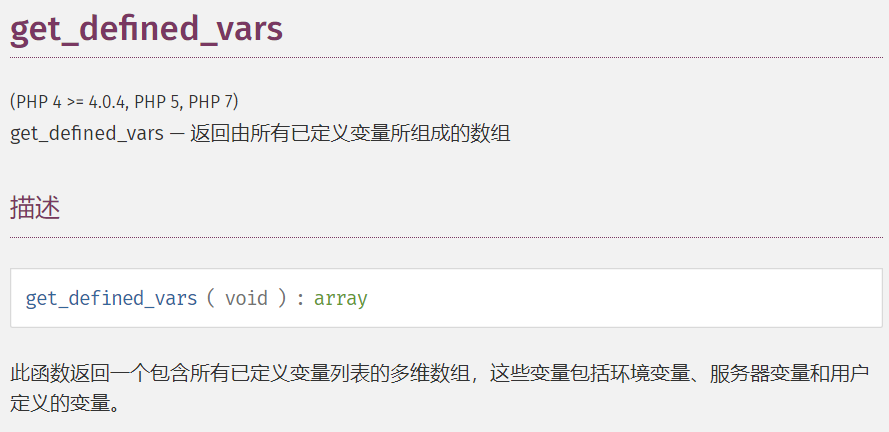 get_defined_vars
(PHP 4 >= 4.0.4, PHP 5, PHP 7)
get_defined_vars — 返回由所有已定义变量所组成的数组
描述
get_defined_vars ( void ) : array
此函数返回一个包含所有已定义变量列表的多维数组，这些变量包括环境变量、服务器变量和用户
定义的变量。